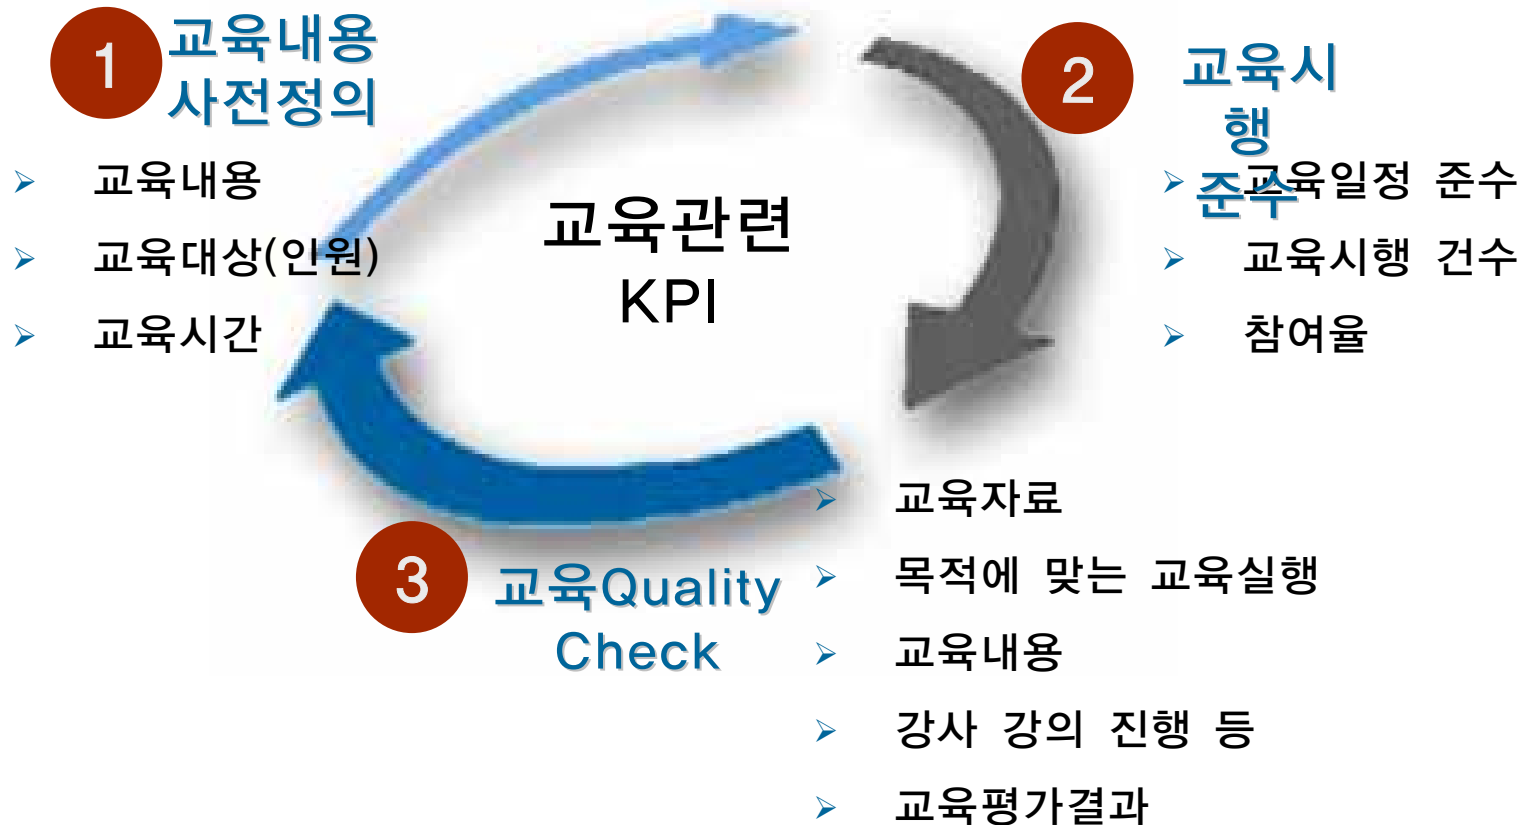 1
교육내용
사전정의
➢ 교육내용
➢ 교육대상(인원)
➢ 교육시간
교육관련
KPI
2
교육시
행
준수
➢ 교육일정 준수
➢ 교육시행 건수
➢ 참여율
3
교육Quality
Check
➢ 교육자료
➢ 목적에 맞는 교육실행
➢ 교육내용
➢ 강사 강의 진행 등
➢ 교육평가결과